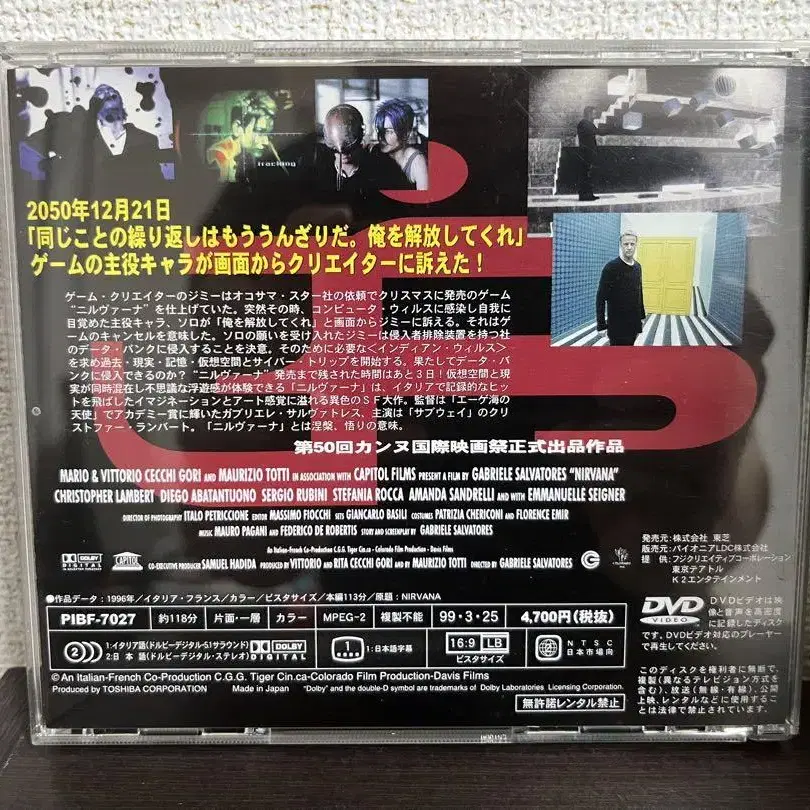 tracking
2050年12月21日
「同じことの繰り返しはもううんざりだ。俺を解放してくれ」
ゲームの主役キャラが画面からクリエイターに訴えた!
ゲーム・クリエイターのジミーはオコサマ・スター社の依頼でクリスマスに発売のゲーム
“ニルヴァーナ”を仕上げていた。突然その時、コンピュータ・ウィルスに感染し自我に
目覚めた主役キャラ、ソロが「俺を解放してくれ」と画面からジミーに訴える。それはゲ
ームのキャンセルを意味した。ソロの願いを受け入れたジミーは侵入者排除装置を持つ社
のデータ・バンクに侵入することを決意。そのために必要な<インディアン・ウィルス>
を求め過去・現実・記憶・仮想空間とサイバー・トリップを開始する。果たしてデータ・バ
ンクに侵入できるのか?“ニルヴァーナ”発売まで残された時間はあと3日!仮想空間と現
実が同時混在し不思議な浮遊感が体験できる「ニルヴァーナ」は、イタリアで記録的なヒッ
トを飛ばしたイマジネーションとアート感覚に溢れる異色のSF大作。監督は「エーゲ海の
天使」でアカデミー賞に輝いたガブリエレ・サルヴァトレス、主演は「サブウェイ」のクリ
ストファー・ランバート。「ニルヴァーナ」とは涅槃、悟りの意味。
第50回カンヌ国際映画祭正式出品作品
MARIO & VITTORIO CECCHI GORI AND MAURIZIO TOTTI IN ASSOCIATION WITH CAPITOL FILMS PRESENT A FILM BY GABRIELE SALVATORES "NIRVANA"
CHRISTOPHER LAMBERT DIEGO ABATANTUONO SERGIO RUBINI STEFANIA ROCCA AMANDA SANDRELLI AND WITH EMMANUELLE SEIGNER
DIRECTOR OF PHOTOGRAPHY ITALO PETRICCIONE EDITOR MASSIMO FIOCCHI SETS GIANCARLO BASILI COSTUMES PATRIZIA CHERICONI AND FLORENCE EMIR
MUSIC MAURO PAGANI AND FEDERICO DE ROBERTIS STORY AND SCREENPLAY BY GABRIELE SALVATORES
An Italian-French Co-Production C.G.G. Tiger Cin.ca - Colorado Film Productions - Davis Films
DOLBY DIGITAL
CAPITOL
CO-EXECUTIVE PRODUCER SAMUEL HADIDA PRODUCED BY VITTORIO AND RITA CECCHI GORI AND BY MAURIZIO TOTTI DIRECTED BY GABRIELE SALVATORES
発売元:株式会社 東芝
販売元:パイオニアLDC株式会社
提 供:フジクリエイティブコーポレーション
東京テアトル
K2エンタテインメント
●作品データ:1996年/イタリア・フランス/カラー/ビスタサイズ/本編113分/原題:NIRVANA
PIBF-7027 約118分 片面・一層 カラー MPEG-2 複製不能 99・3・25 4,700円(税抜)
2 1:イタリア語(ドルビーデジタル・5.1サラウンド)
2:日 本 語(ドルビーデジタル・ステレオ)
DOLBY DIGITAL
1 1:日本語字幕
16:9 LB
ビスタサイズ
2 NTSC
日本市場向
DVD VIDEO
DVDビデオは映
像と音声を高密度
に記録したディスク
です。DVDビデオ対応のプレーヤー
で再生してください。
このディスクを権利者に無断で、
複製(異なるテレビジョン方式を
含む)、放送(無線・有線)、公開
上映、レンタルなどに使用するこ
とは法律で禁止されています。
©An Italian-French Co-Production C.G.G. Tiger Cin.ca-Colorado Film Production-Davis Films
Produced by TOSHIBA CORPORATION Made in Japan "Dolby" and the double-D symbol are trademarks of Dolby Laboratories Licensing Corporation.
無許諾レンタル禁止